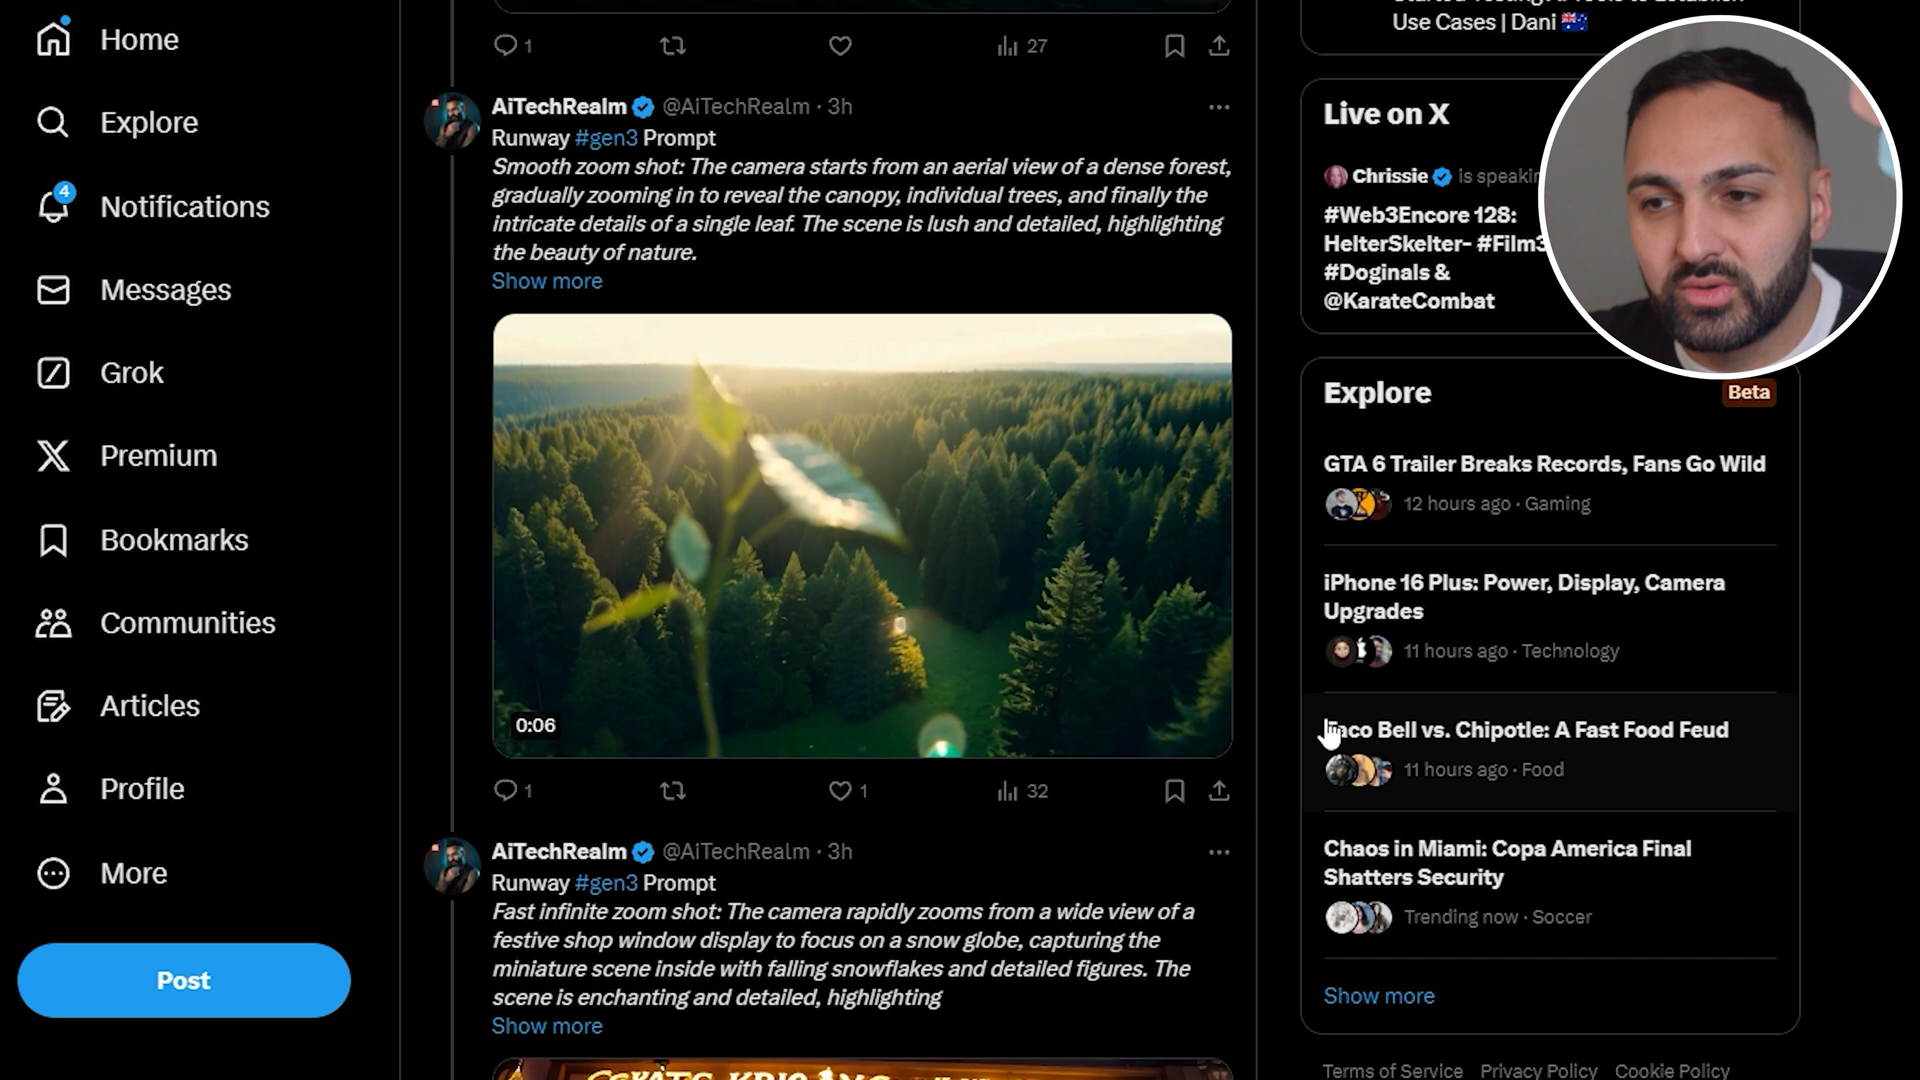 Home
Explore
4
Notifications
Messages
Grok
Premium
Bookmarks
Communities
Articles
Profile
More
Post
1
27
AiTechRealm @AiTechRealm · 3h
Runway #gen3 Prompt
Smooth zoom shot: The camera starts from an aerial view of a dense forest,
gradually zooming in to reveal the canopy, individual trees, and finally the
intricate details of a single leaf. The scene is lush and detailed, highlighting
the beauty of nature.
Show more
0:06
1
1
32
AiTechRealm @AiTechRealm · 3h
Runway #gen3 Prompt
Fast infinite zoom shot: The camera rapidly zooms from a wide view of a
festive shop window display to focus on a snow globe, capturing the
miniature scene inside with falling snowflakes and detailed figures. The
scene is enchanting and detailed, highlighting
Show more
Started Testing AI Tools to Establish
Use Cases | Dani 🇦🇺
Live on X
Chrissie is speakin
#Web3Encore 128:
HelterSkelter- #Film3
#Doginals &
@KarateCombat
Explore
Beta
GTA 6 Trailer Breaks Records, Fans Go Wild
12 hours ago · Gaming
iPhone 16 Plus: Power, Display, Camera
Upgrades
11 hours ago · Technology
Taco Bell vs. Chipotle: A Fast Food Feud
11 hours ago · Food
Chaos in Miami: Copa America Final
Shatters Security
Trending now · Soccer
Show more
Terms of Service Privacy Policy Cookie Policy